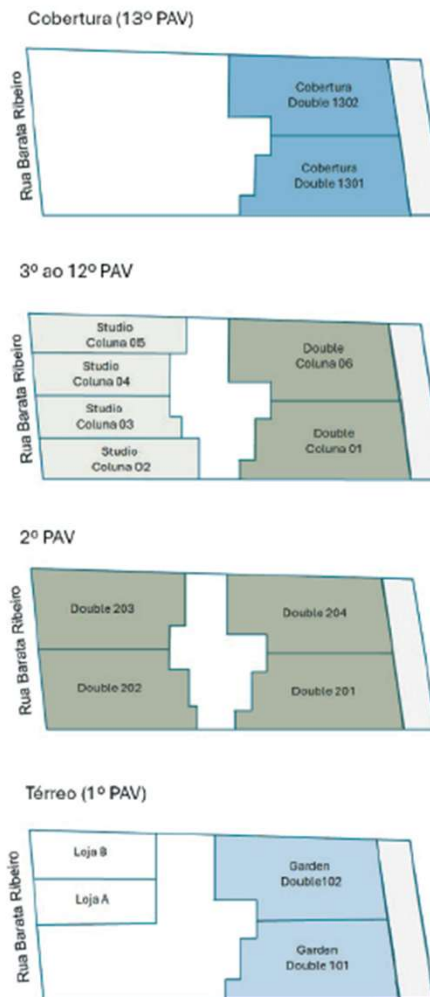 Cobertura (13º PAV)
Rua Barata Ribeiro
Cobertura
Double 1302
Cobertura
Double 1301
3º ao 12º PAV
Rua Barata Ribeiro
Studio
Coluna 05
Studio
Coluna 04
Studio
Coluna 03
Studio
Coluna 02
Double
Coluna 06
Double
Coluna 01
2º PAV
Rua Barata Ribeiro
Double 203
Double 204
Double 202
Double 201
Térreo (1º PAV)
Rua Barata Ribeiro
Loja B
Loja A
Garden
Double102
Garden
Double 101